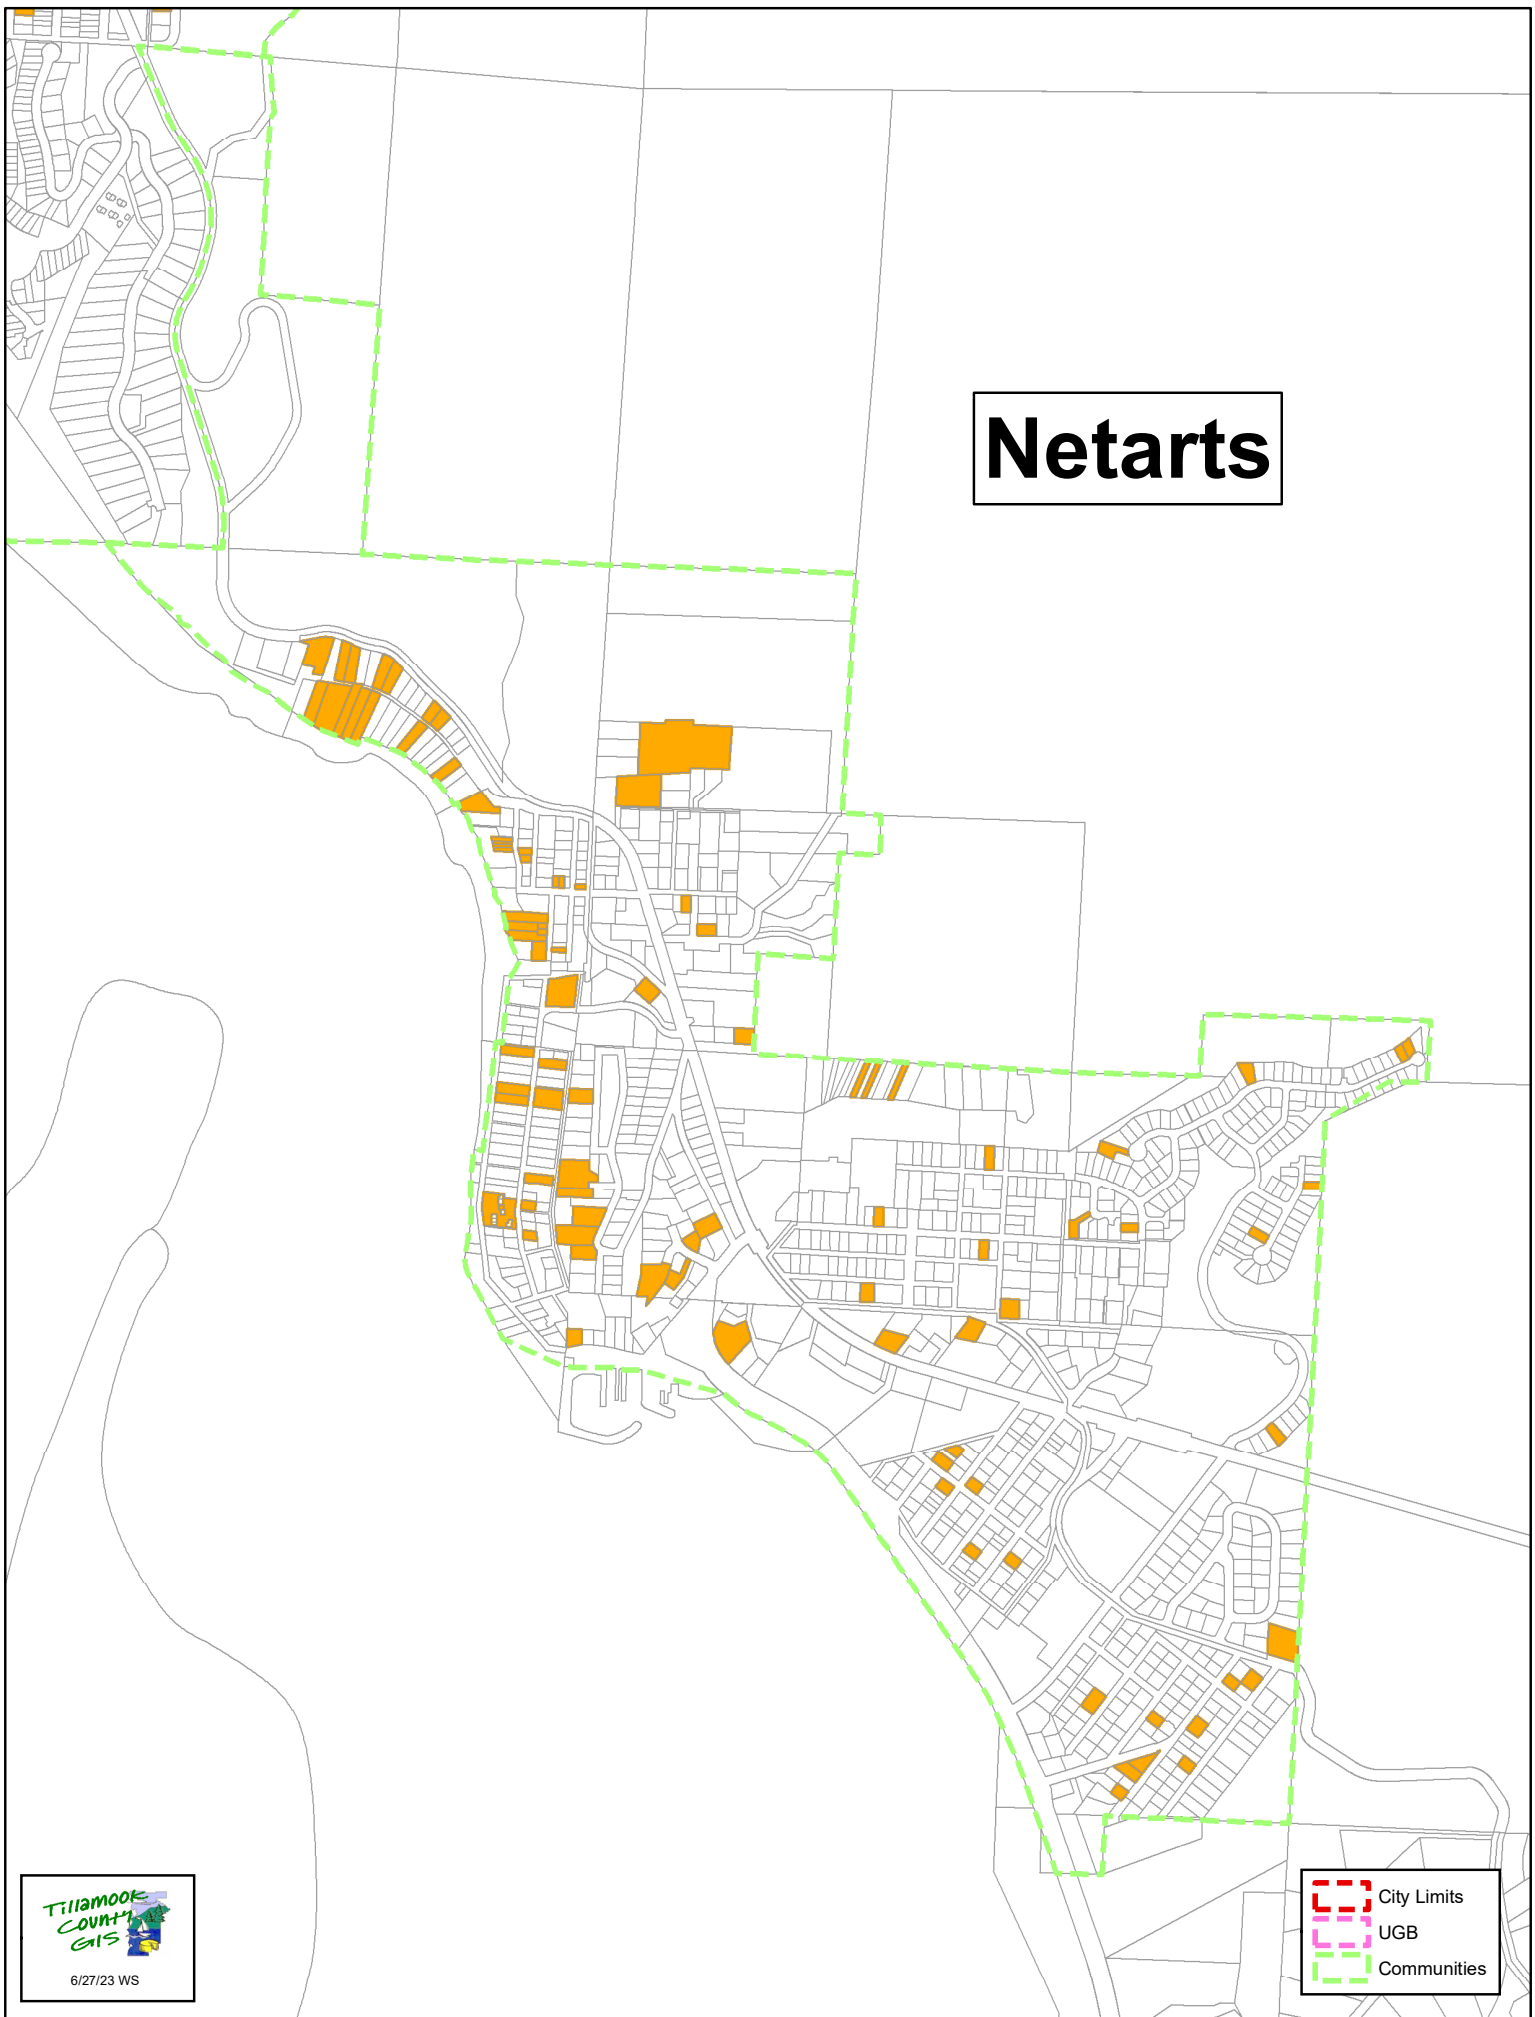 Netarts
Tillamook
County
GIS
6/27/23 WS
City Limits
UGB
Communities